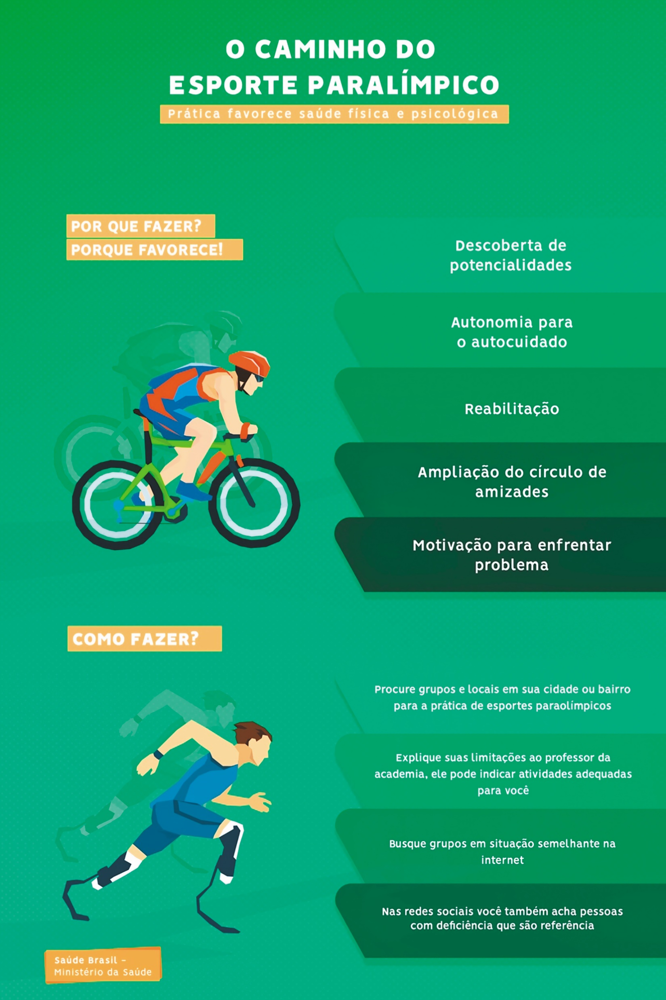 O CAMINHO DO
ESPORTE PARALÍMPICO
Prática favorece saúde física e psicológica
POR QUE FAZER?
PORQUE FAVORECE!
Descoberta de
potencialidades
Autonomia para
o autocuidado
Reabilitação
Ampliação do círculo de
amizades
Motivação para enfrentar
problema
COMO FAZER?
Procure grupos e locais em sua cidade ou bairro
para a prática de esportes paraolímpicos
Explique suas limitações ao professor da
academia, ele pode indicar atividades adequadas
para você
Busque grupos em situação semelhante na
internet
Nas redes sociais você também acha pessoas
com deficiência que são referência
Saúde Brasil –
Ministério da Saúde